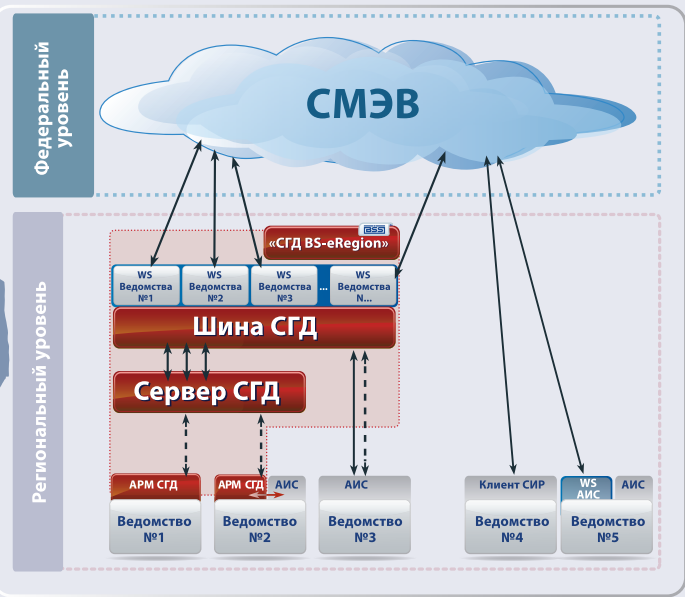 Федеральный
уровень
СМЭВ
Региональный уровень
BSS
«СГД BS-eRegion»
WS
Ведомства
№1
WS
Ведомства
№2
WS
Ведомства
№3
...
WS
Ведомства
N...
Шина СГД
Сервер СГД
АРМ СГД
Ведомство
№1
АРМ СГД
АИС
Ведомство
№2
АИС
Ведомство
№3
Клиент СИР
Ведомство
№4
WS
АИС
АИС
Ведомство
№5